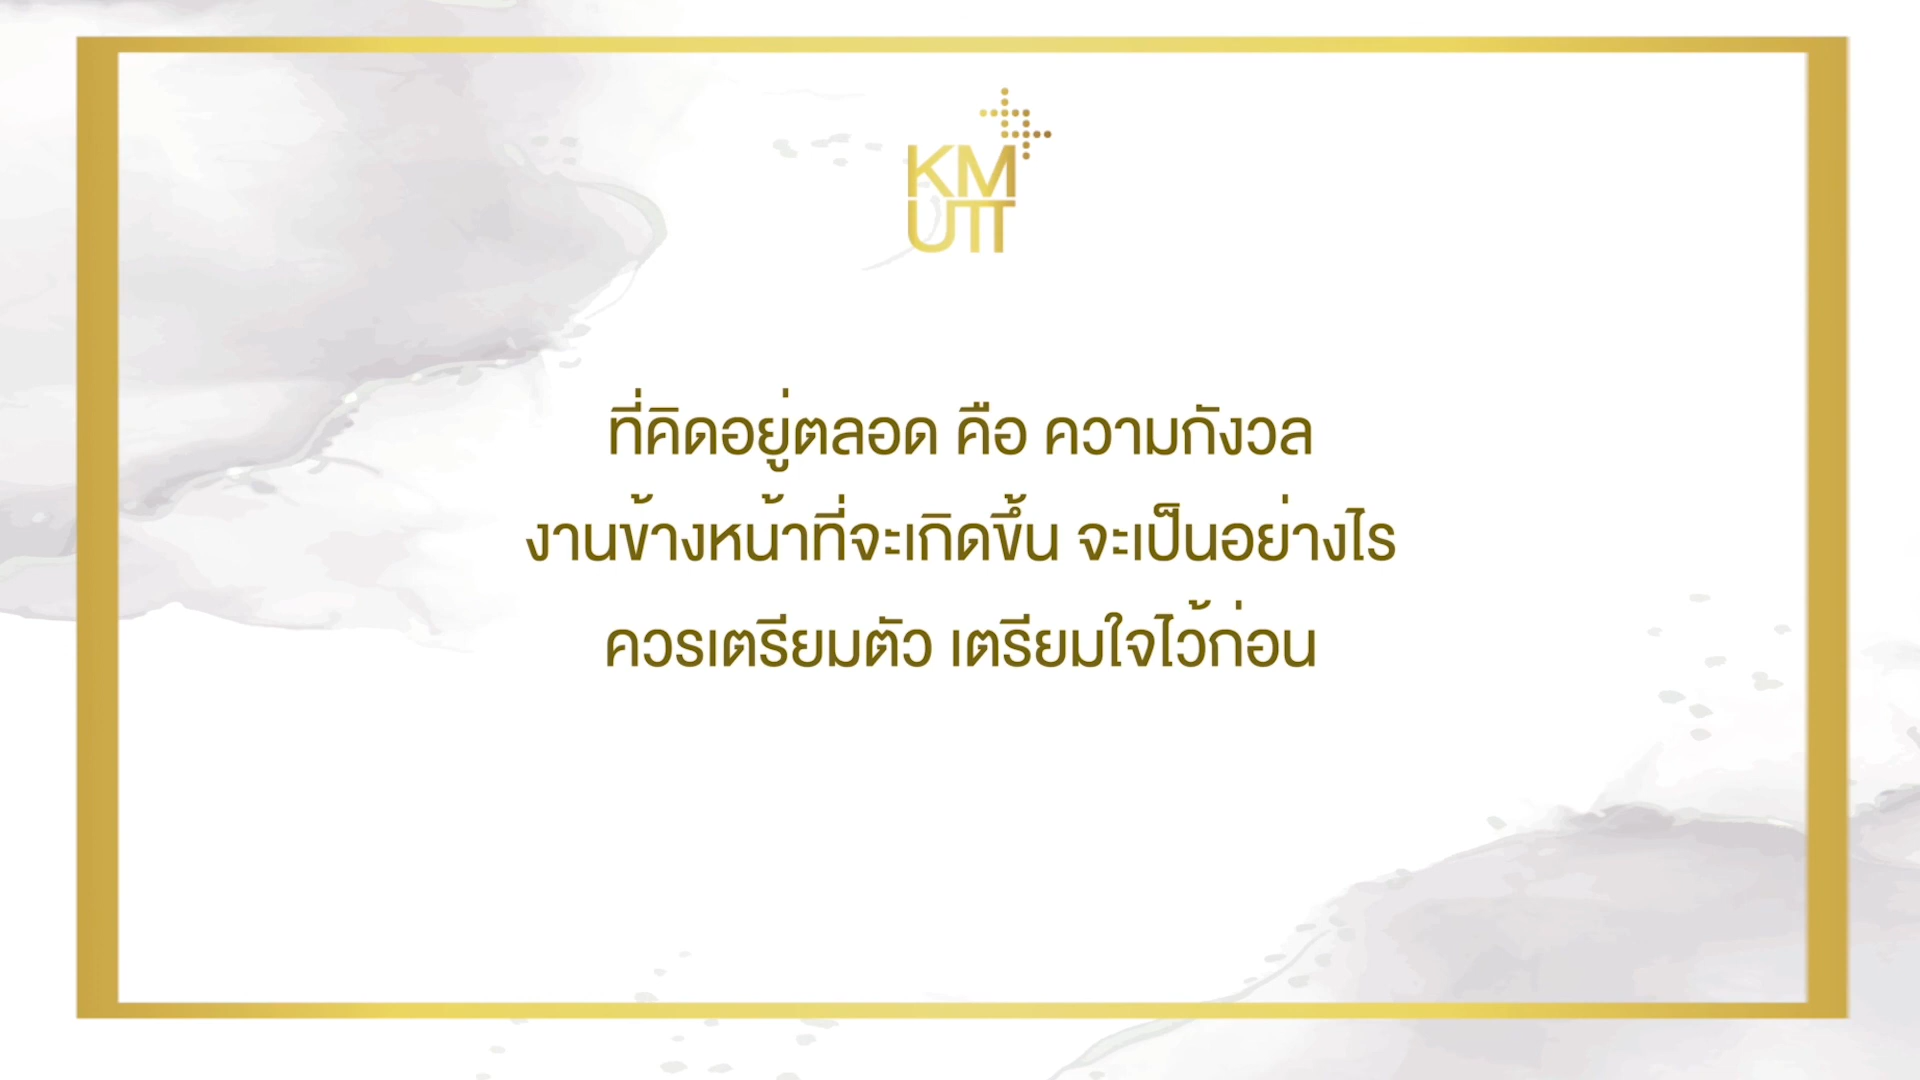 KM
UTT
ที่คิดอยู่ตลอด คือ ความกังวล
งานข้างหน้าที่จะเกิดขึ้น จะเป็นอย่างไร
ควรเตรียมตัว เตรียมใจไว้ก่อน